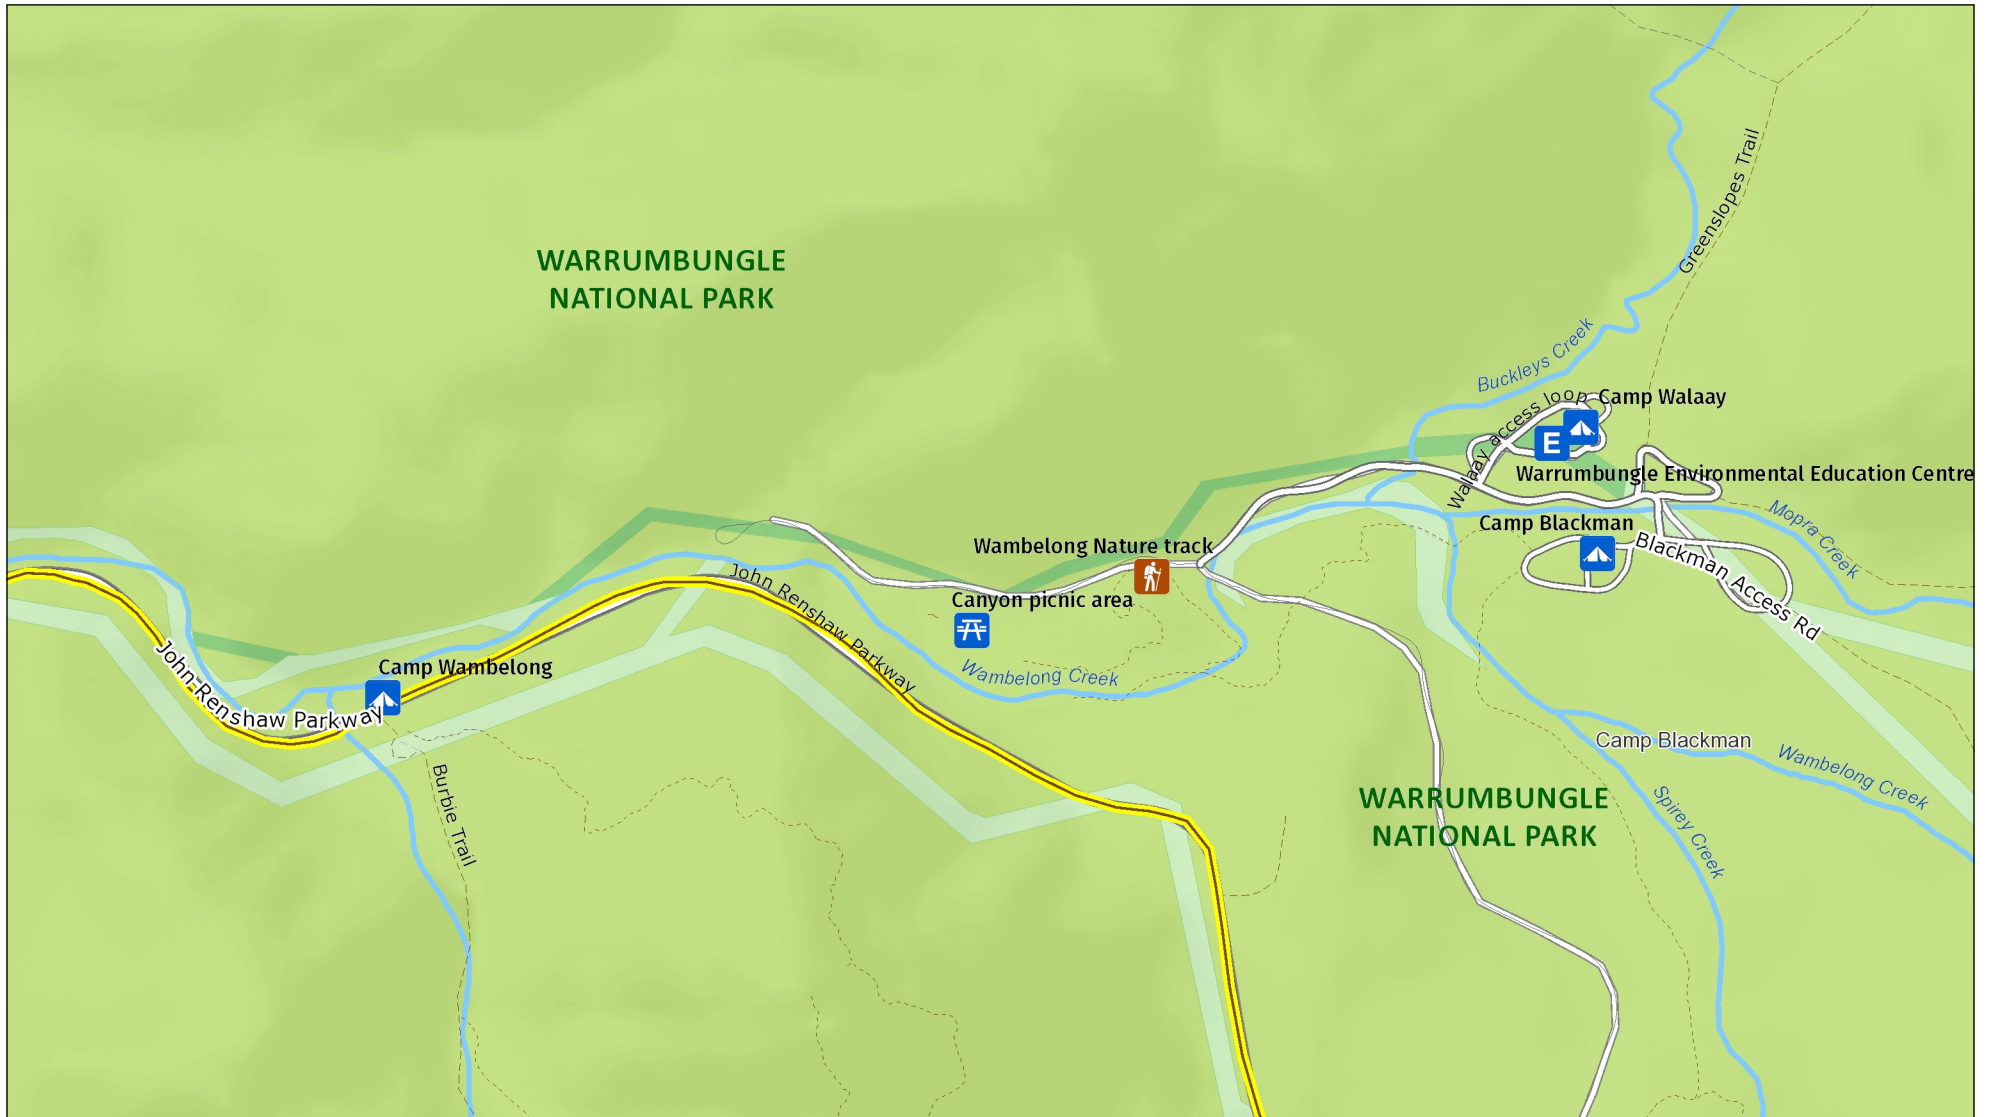 WARRUMBUNGLE
NATIONAL PARK
Greenslopes Trail
Buckleys Creek
Walaay access loop
Camp Walaay
E
Warrumbungle Environmental Education Centre
Camp Blackman
Mopra Creek
Blackman Access Rd
Wambelong Nature track
John Renshaw Parkway
Canyon picnic area
Wambelong Creek
Camp Wambelong
John Renshaw Parkway
Camp Blackman
Wambelong Creek
Burbie Trail
WARRUMBUNGLE
NATIONAL PARK
Spirey Creek